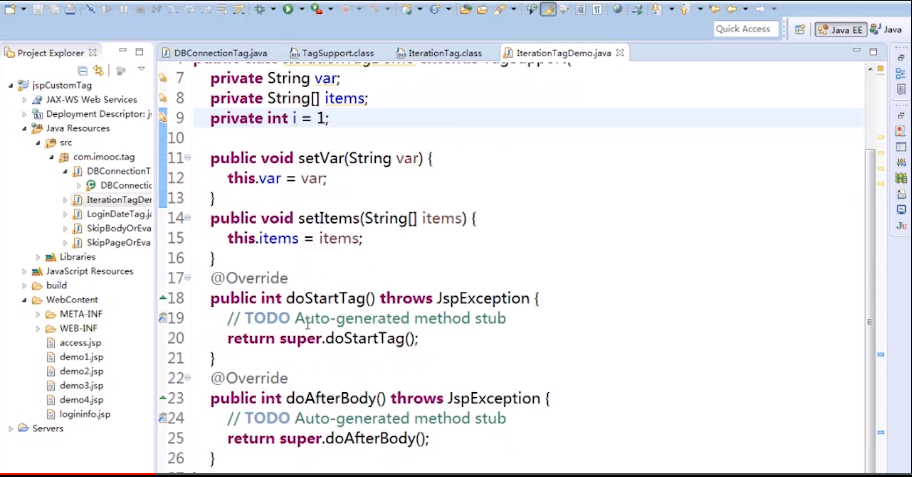 Quick Access
Java EE
Java
Project Explorer
DBConnectionTag.java
TagSupport.class
IterationTag.class
IterationTagDemo.java
jspCustomTag
JAX-WS Web Services
Deployment Descriptor:
Java Resources
src
com.imooc.tag
DBConnectionT
DBConnectio
IterationTagDe
LoginDateTag.j
SkipBodyOrEva
SkipPageOrEva
Libraries
JavaScript Resources
build
WebContent
META-INF
WEB-INF
access.jsp
demo1.jsp
demo2.jsp
demo3.jsp
demo4.jsp
logininfo.jsp
Servers
7 private String var;
8 private String[] items;
9 private int i = 1;
10
11 public void setVar(String var) {
12 this.var = var;
13 }
14 public void setItems(String[] items) {
15 this.items = items;
16 }
17 @Override
18 public int doStartTag() throws JspException {
19 // TODO Auto-generated method stub
20 return super.doStartTag();
21 }
22 @Override
23 public int doAfterBody() throws JspException {
24 // TODO Auto-generated method stub
25 return super.doAfterBody();
26 }